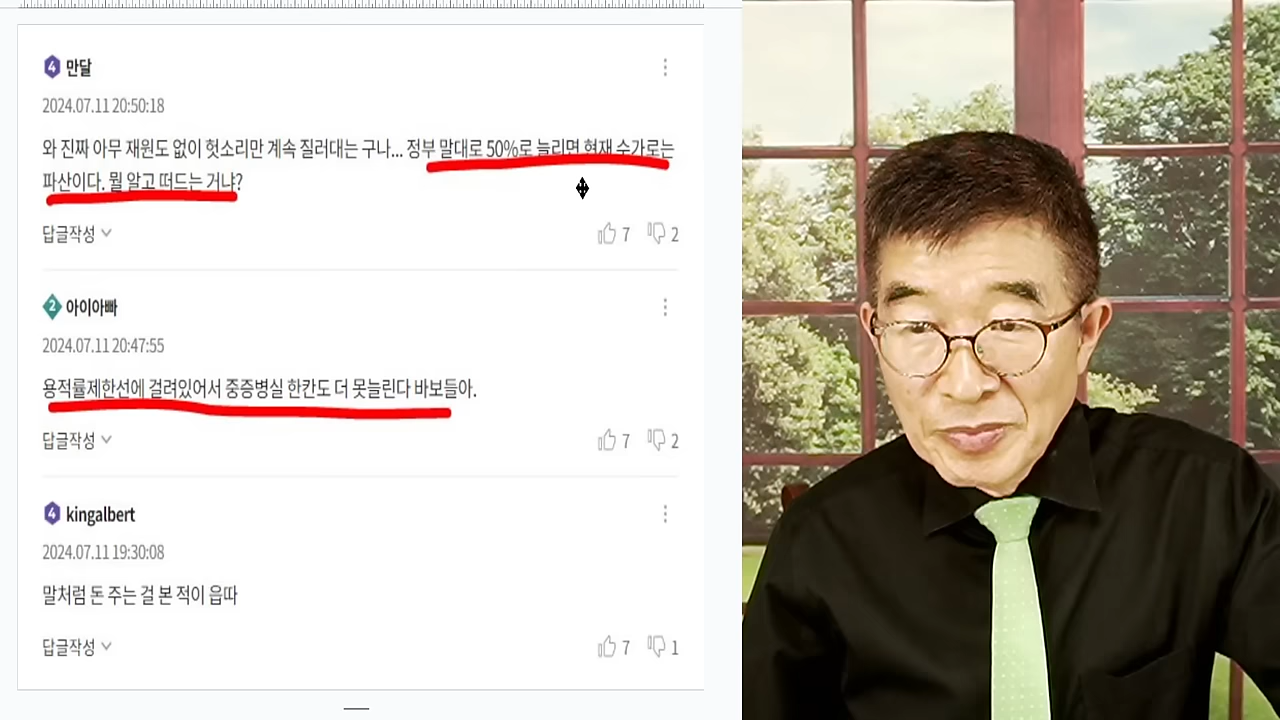 4 만달
2024.07.11 20:50:18
와 진짜 아무 재원도 없이 헛소리만 계속 질러대는 구나... 정부 말대로 50%로 늘리면 현재 수가로는
파산이다. 뭘 알고 떠드는 거냐?
답글작성 7 2
2 아이아빠
2024.07.11 20:47:55
용적률제한선에 걸려있어서 중증병실 한칸도 더 못늘린다 바보들아.
답글작성 7 2
4 kingalbert
2024.07.11 19:30:08
말처럼 돈 주는 걸 본 적이 읍따
답글작성 7 1